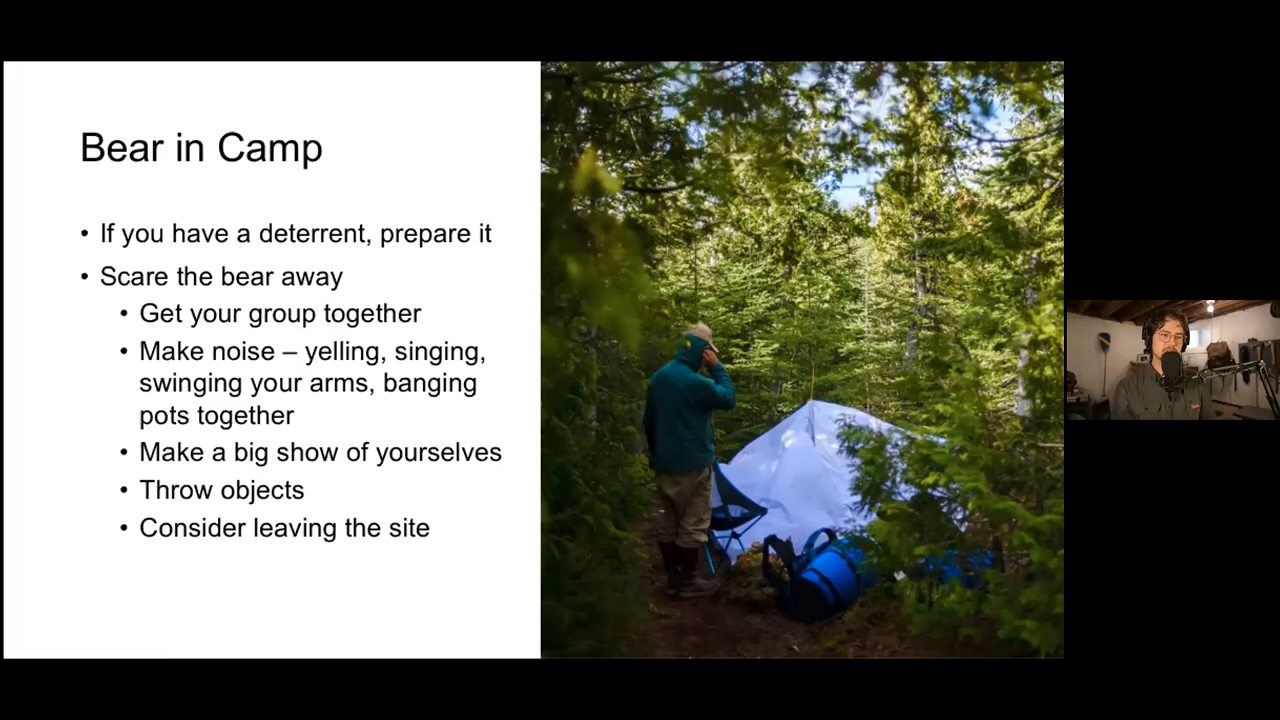 Bear in Camp
• If you have a deterrent, prepare it
• Scare the bear away
• Get your group together
• Make noise – yelling, singing,
swinging your arms, banging
pots together
• Make a big show of yourselves
• Throw objects
• Consider leaving the site